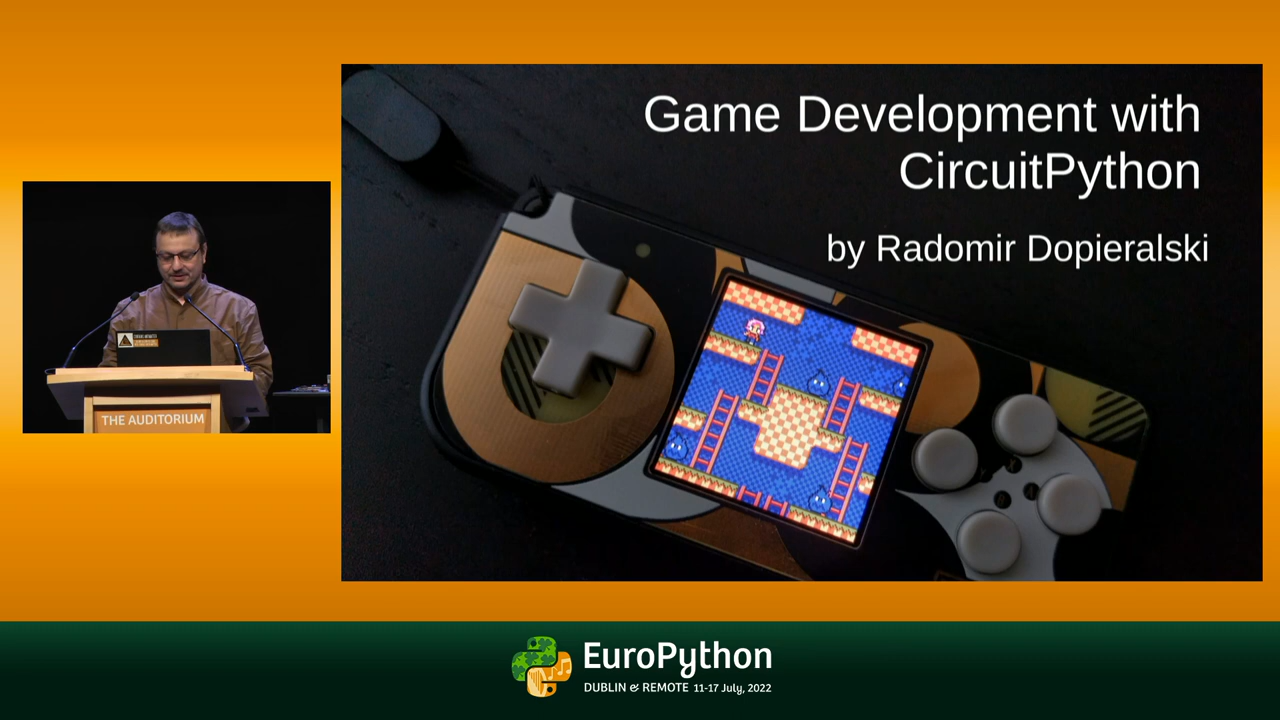 Game Development with
CircuitPython
by Radomir Dopieralski
THE AUDITORIUM
EuroPython
DUBLIN & REMOTE 11-17 July, 2022